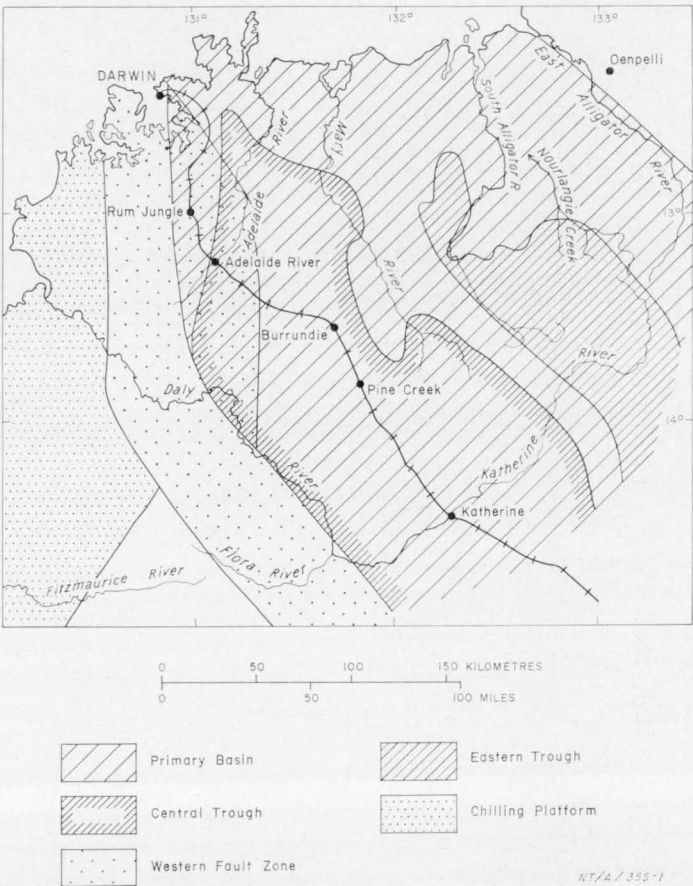 131°
132°
133°
DARWIN
Oenpelli
East Alligator River
South Alligator R
Nourlangie Creek
Mary River
Adelaide River
13°
Rum Jungle
Adelaide River
Burrundie
Pine Creek
14°
Daly River
Katherine River
Katherine
Flora River
Fitzmaurice River
0 50 100 150 KILOMETRES
0 50 100 MILES
Primary Basin
Eastern Trough
Central Trough
Chilling Platform
Western Fault Zone
NT/A/355-1